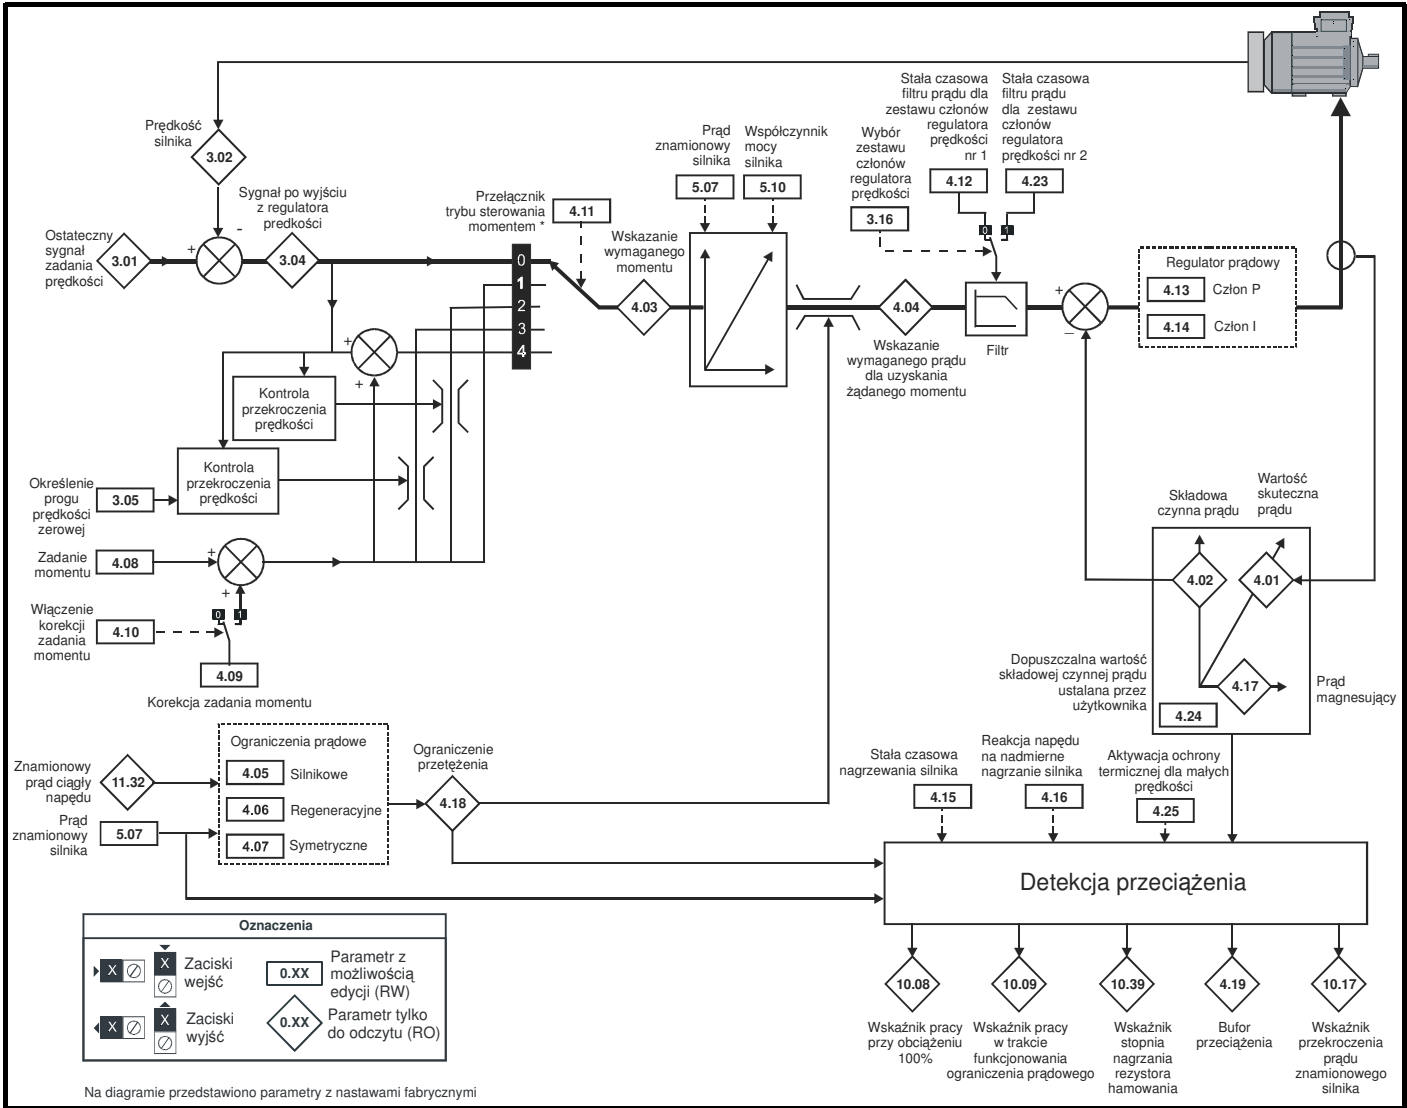 Prędkość
silnika
3.02
Sygnał po wyjściu
z regulatora
predkości
Ostateczny
sygnał
zadania
prędkości
3.01
+
-
3.04
Przełącznik
trybu sterowania
momentem *
4.11
0
1
2
3
4
Wskazanie
wymaganego
momentu
4.03
Prąd
znamionowy
silnika
5.07
Współczynnik
mocy
silnika
5.10
Wybór
zestawu
członów
regulatora
prędkości
3.16
Stała czasowa
filtru prądu dla
zestawu członów
regulatora
prędkości
nr 1
4.12
Stała czasowa
filtru prądu
dla zestawu
członów
regulatora
prędkości nr 2
4.23
0
1
4.04
Wskazanie
wymaganego prądu
dla uzyskania
żądanego momentu
Filtr
+
–
Regulator prądowy
4.13 Człon P
4.14 Człon I
+
+
Kontrola
przekroczenia
prędkości
Kontrola
przekroczenia
prędkości
Określenie
progu
prędkości
zerowej
3.05
Zadanie
momentu
4.08
+
+
Włączenie
korekcji
zadania
momentu
4.10
0
1
4.09
Korekcja zadania momentu
Składowa
czynna prądu
Wartość
skuteczna
prądu
4.02
4.01
4.17
4.24
Dopuszczalna wartość
składowej czynnej prądu
ustalana przez
użytkownika
Prąd
magnesujący
Znamionowy
prąd ciągły
napędu
11.32
Prąd
znamionowy
silnika
5.07
Ograniczenia prądowe
4.05 Silnikowe
4.06 Regeneracyjne
4.07 Symetryczne
Ograniczenie
przetężenia
4.18
Stała czasowa
nagrzewania silnika
4.15
Reakcja napędu
na nadmierne
nagrzanie silnika
4.16
Aktywacja ochrony
termicznej dla małych
prędkości
4.25
Detekcja przeciążenia
10.08
Wskaźnik pracy
przy obciążeniu
100%
10.09
Wskaźnik pracy
w trakcie
funkcjonowania
ograniczenia prądowego
10.39
Wskaźnik
stopnia
nagrzania
rezystora
hamowania
4.19
Bufor
przeciążenia
10.17
Wskaźnik
przekroczenia
prądu
znamionowego
silnika
Oznaczenia
X
X
Zaciski
wejść
0.XX
Parametr z
możliwością
edycji (RW)
X
X
Zaciski
wyjść
0.XX
Parametr tylko
do odczytu (RO)
Na diagramie przedstawiono parametry z nastawami fabrycznymi